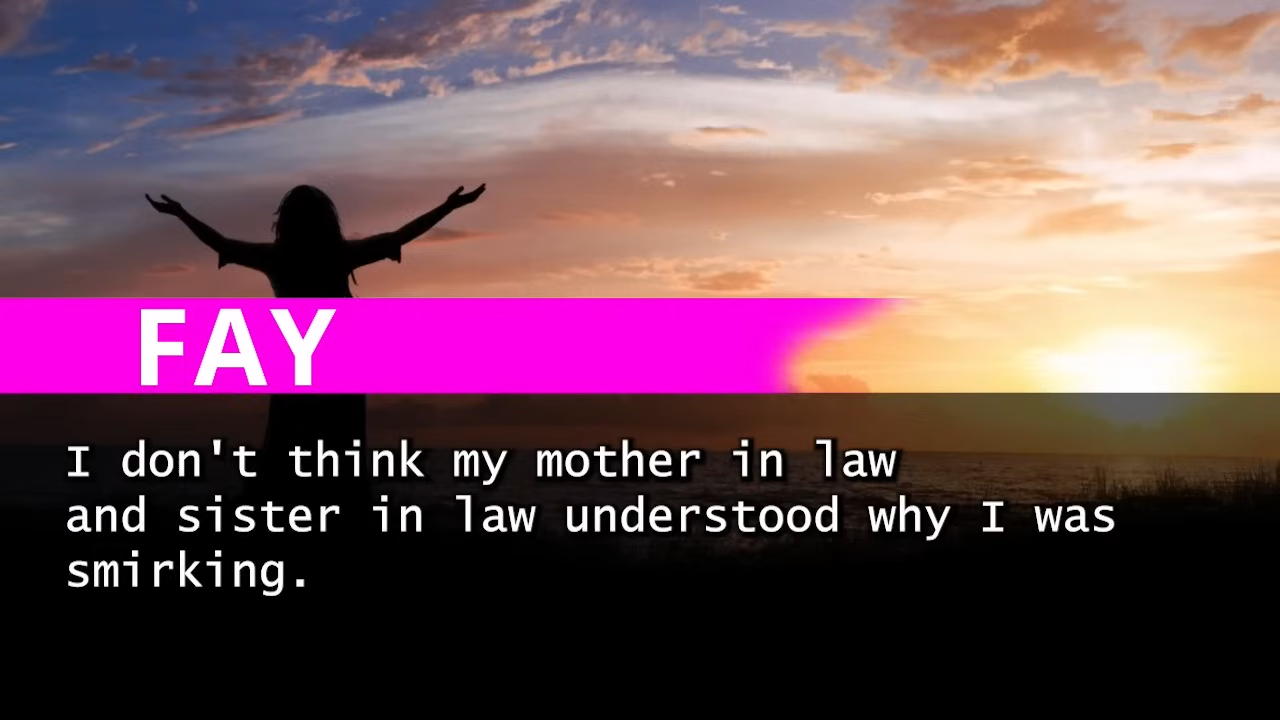 FAY
I don't think my mother in law
and sister in law understood why I was
smirking.